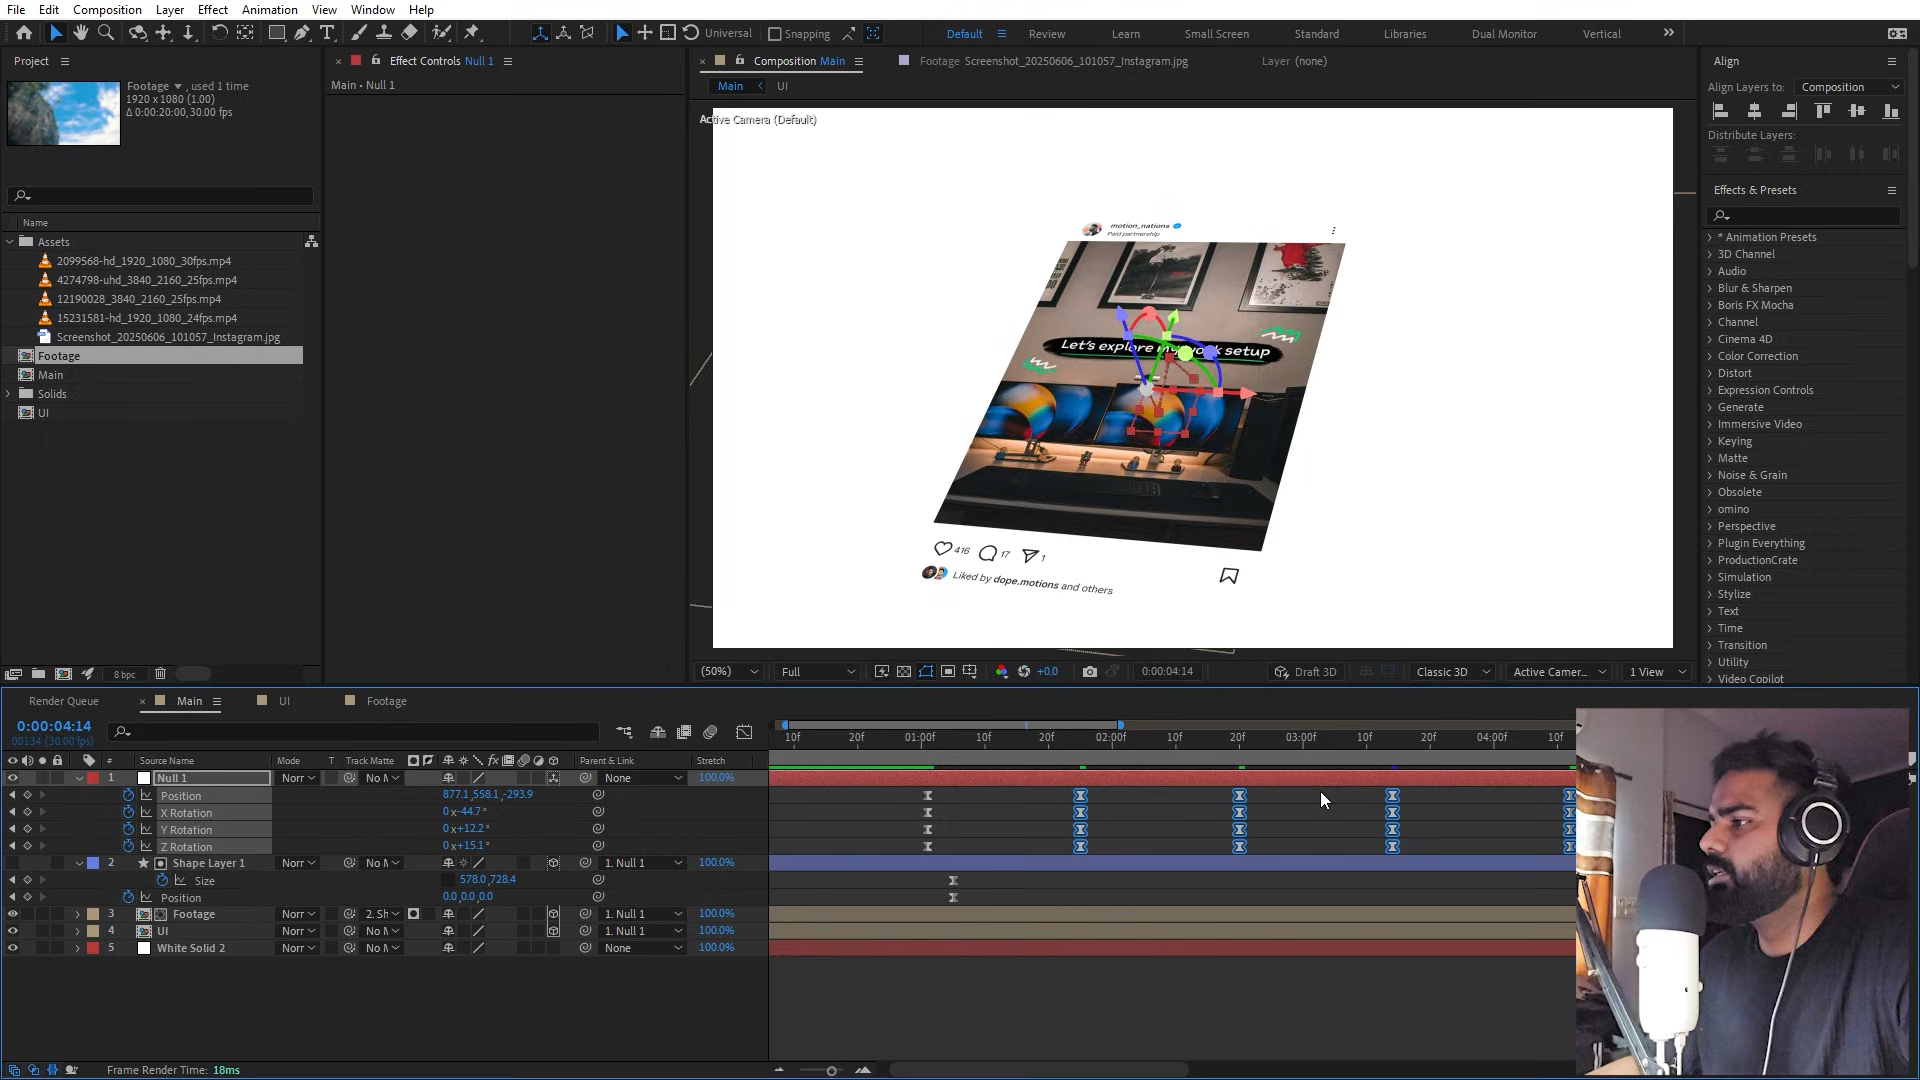 File Edit Composition Layer Effect Animation View Window Help
Universal Snapping Default Review Learn Small Screen Standard Libraries Dual Monitor Vertical
Project
Effect Controls Null 1
Composition Main
Footage Screenshot_20250606_101057_Instagram.jpg
Layer (none)
Align
Footage , used 1 time
1920 x 1080 (1.00)
Δ 0:00:20:00, 30.00 fps
Main • Null 1
Main UI
Align Layers to: Composition
Active Camera (Default)
Distribute Layers:
Effects & Presets
Name
Assets
2099568-hd_1920_1080_30fps.mp4
4274798-uhd_3840_2160_25fps.mp4
12190028_3840_2160_25fps.mp4
15231581-hd_1920_1080_24fps.mp4
Screenshot_20250606_101057_Instagram.jpg
Footage
Main
Solids
UI
motion_nations
Paid partnership
Let's explore my work setup
416 17 1
Liked by dope.motions and others
* Animation Presets
3D Channel
Audio
Blur & Sharpen
Boris FX Mocha
Channel
Cinema 4D
Color Correction
Distort
Expression Controls
Generate
Immersive Video
Keying
Matte
Noise & Grain
Obsolete
omino
Perspective
Plugin Everything
ProductionCrate
Simulation
Stylize
Text
Time
Transition
Utility
Video Copilot
8 bpc
(50%) Full +0.0 0:00:04:14 Draft 3D Classic 3D Active Camer... 1 View
Render Queue Main UI Footage
0:00:04:14
00134 (30.00 fps)
10f 20f 01:00f 10f 20f 02:00f 10f 20f 03:00f 10f 20f 04:00f 10f
# Source Name Mode T Track Matte Parent & Link Stretch
1 Null 1 Norr No M None 100.0%
Position 877.1,558.1,-293.9
X Rotation 0x-44.7°
Y Rotation 0x+12.2°
Z Rotation 0x+15.1°
2 Shape Layer 1 Norr No M 1. Null 1 100.0%
Size 578.0,728.4
Position 0.0,0.0,0.0
3 Footage Norr 2. Sh 1. Null 1 100.0%
4 UI Norr No M 1. Null 1 100.0%
5 White Solid 2 Norr No M None 100.0%
Frame Render Time: 18ms